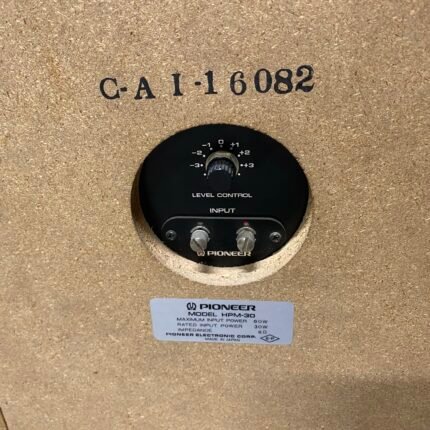 C-A I-16082
-1 0 +1
-2 +2
-3 +3
LEVEL CONTROL
INPUT
PIONEER
PIONEER
MODEL HPM-30
MAXIMUM INPUT POWER 60W
RATED INPUT POWER 30W
IMPEDANCE 8Ω
PIONEER ELECTRONIC CORP.
MADE IN JAPAN